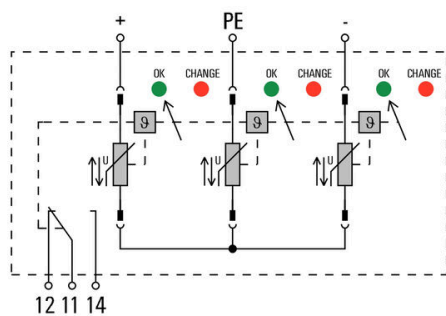 + PE -
OK CHANGE OK CHANGE OK CHANGE
ϑ ϑ ϑ
U U U
12 11 14